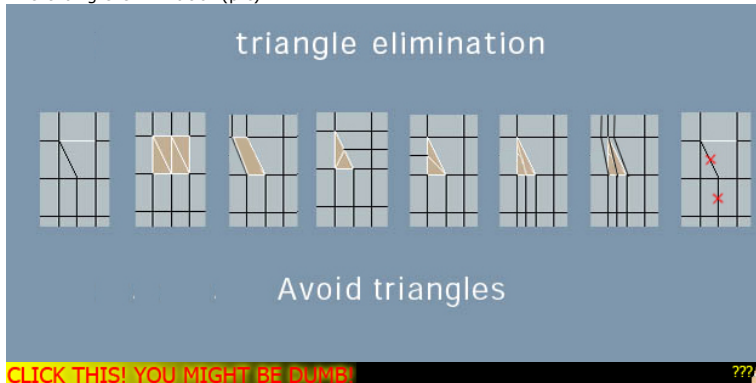 triangle elimination
Avoid triangles
CLICK THIS! YOU MIGHT BE DUMB!
???